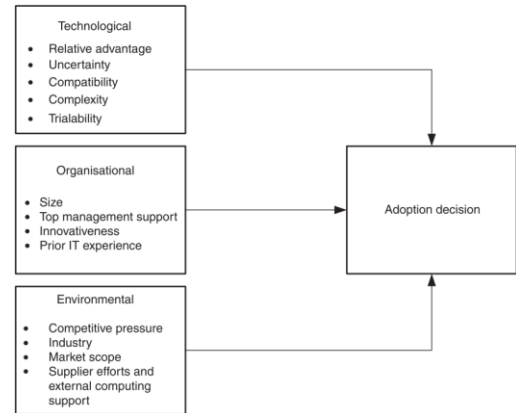 Technological
• Relative advantage
• Uncertainty
• Compatibility
• Complexity
• Trialability
Organisational
• Size
• Top management support
• Innovativeness
• Prior IT experience
Adoption decision
Environmental
• Competitive pressure
• Industry
• Market scope
• Supplier efforts and
external computing
support